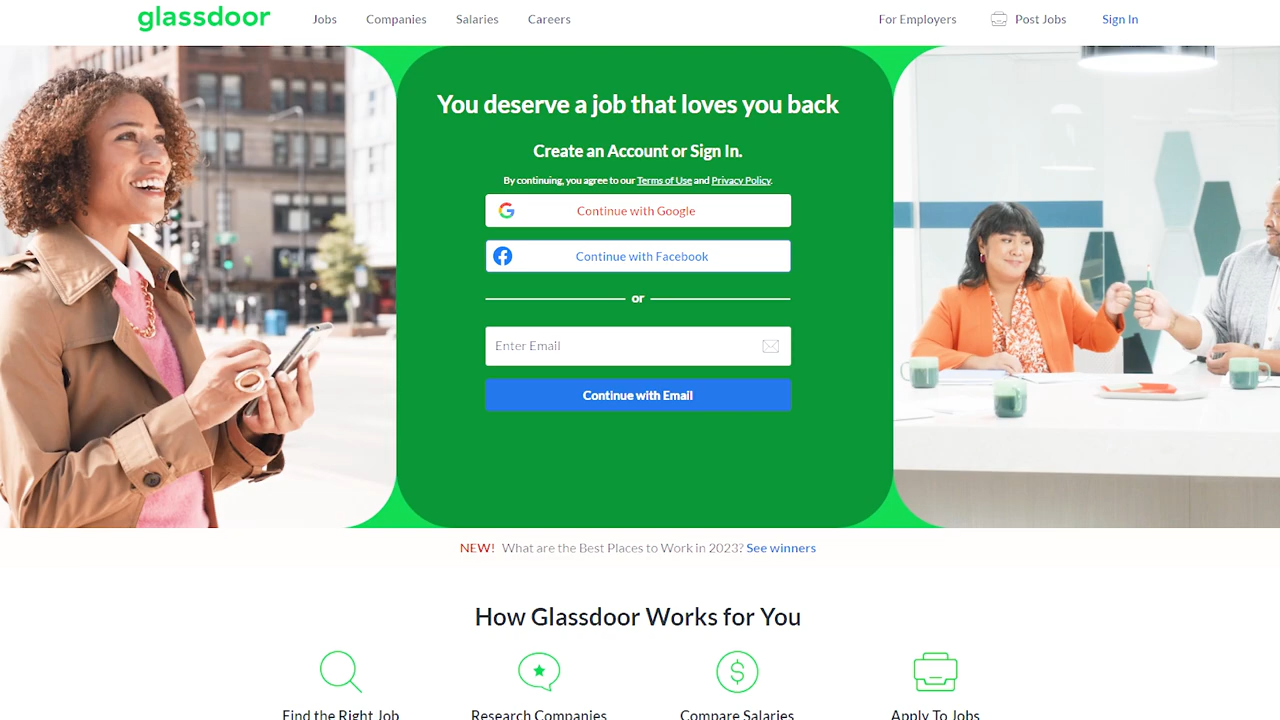 glassdoor Jobs Companies Salaries Careers For Employers Post Jobs Sign In
You deserve a job that loves you back
Create an Account or Sign In.
By continuing, you agree to our Terms of Use and Privacy Policy.
Continue with Google
Continue with Facebook
or
Enter Email
Continue with Email
NEW! What are the Best Places to Work in 2023? See winners
How Glassdoor Works for You
Find the Right Job Research Companies Compare Salaries Apply To Jobs